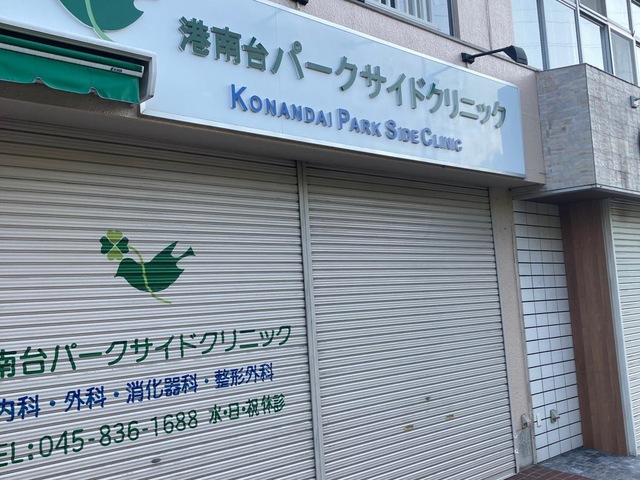 港南台パークサイドクリニック
KONANDAI PARK SIDE CLINIC
南台パークサイドクリニック
内科・外科・消化器科・整形外科
TEL:045-836-1688 水・日・祝休診